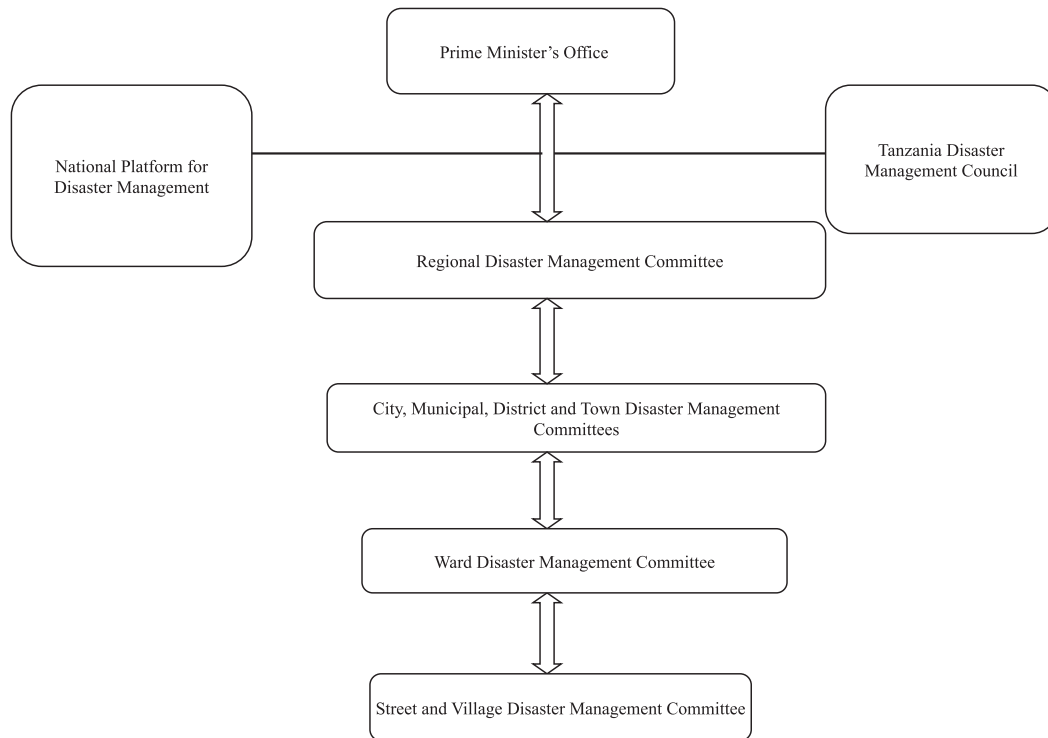 Prime Minister’s Office
National Platform for
Disaster Management
Tanzania Disaster
Management Council
Regional Disaster Management Committee
City, Municipal, District and Town Disaster Management
Committees
Ward Disaster Management Committee
Street and Village Disaster Management Committee